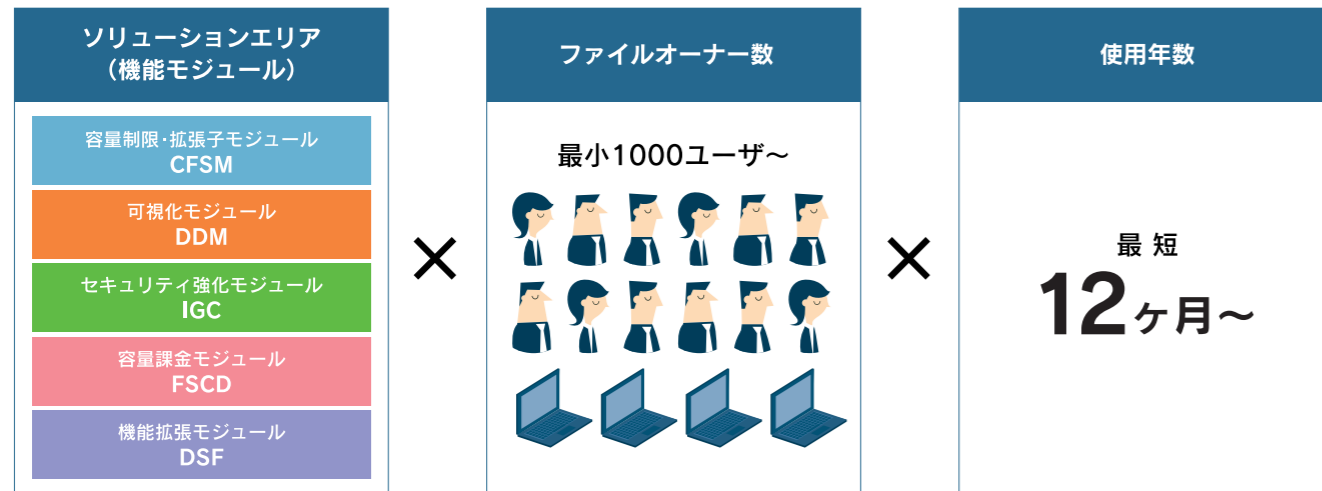 ソリューションエリア
（機能モジュール）
容量制限･拡張子モジュール
CFSM
可視化モジュール
DDM
セキュリティ強化モジュール
IGC
容量課金モジュール
FSCD
機能拡張モジュール
DSF
×
ファイルオーナー数
最小1000ユーザ～
×
使用年数
最短
12ヶ月～